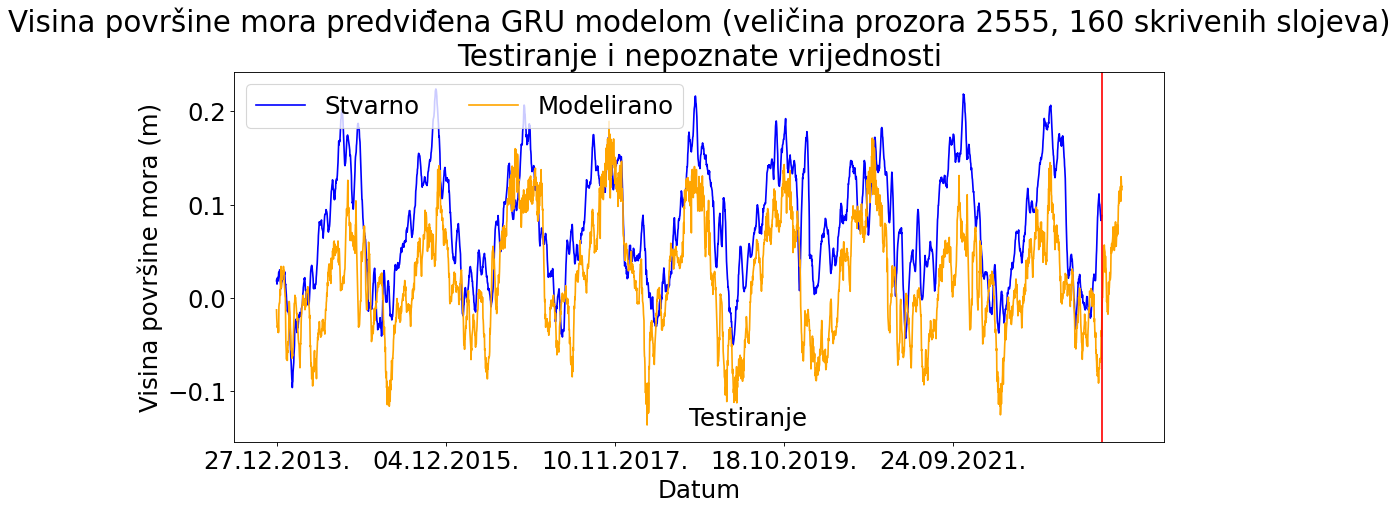 Visina površine mora predviđena GRU modelom (veličina prozora 2555, 160 skrivenih slojeva)
Testiranje i nepoznate vrijednosti
Stvarno Modelirano
Visina površine mora (m)
0.2
0.1
0.0
−0.1
Testiranje
27.12.2013. 04.12.2015. 10.11.2017. 18.10.2019. 24.09.2021.
Datum